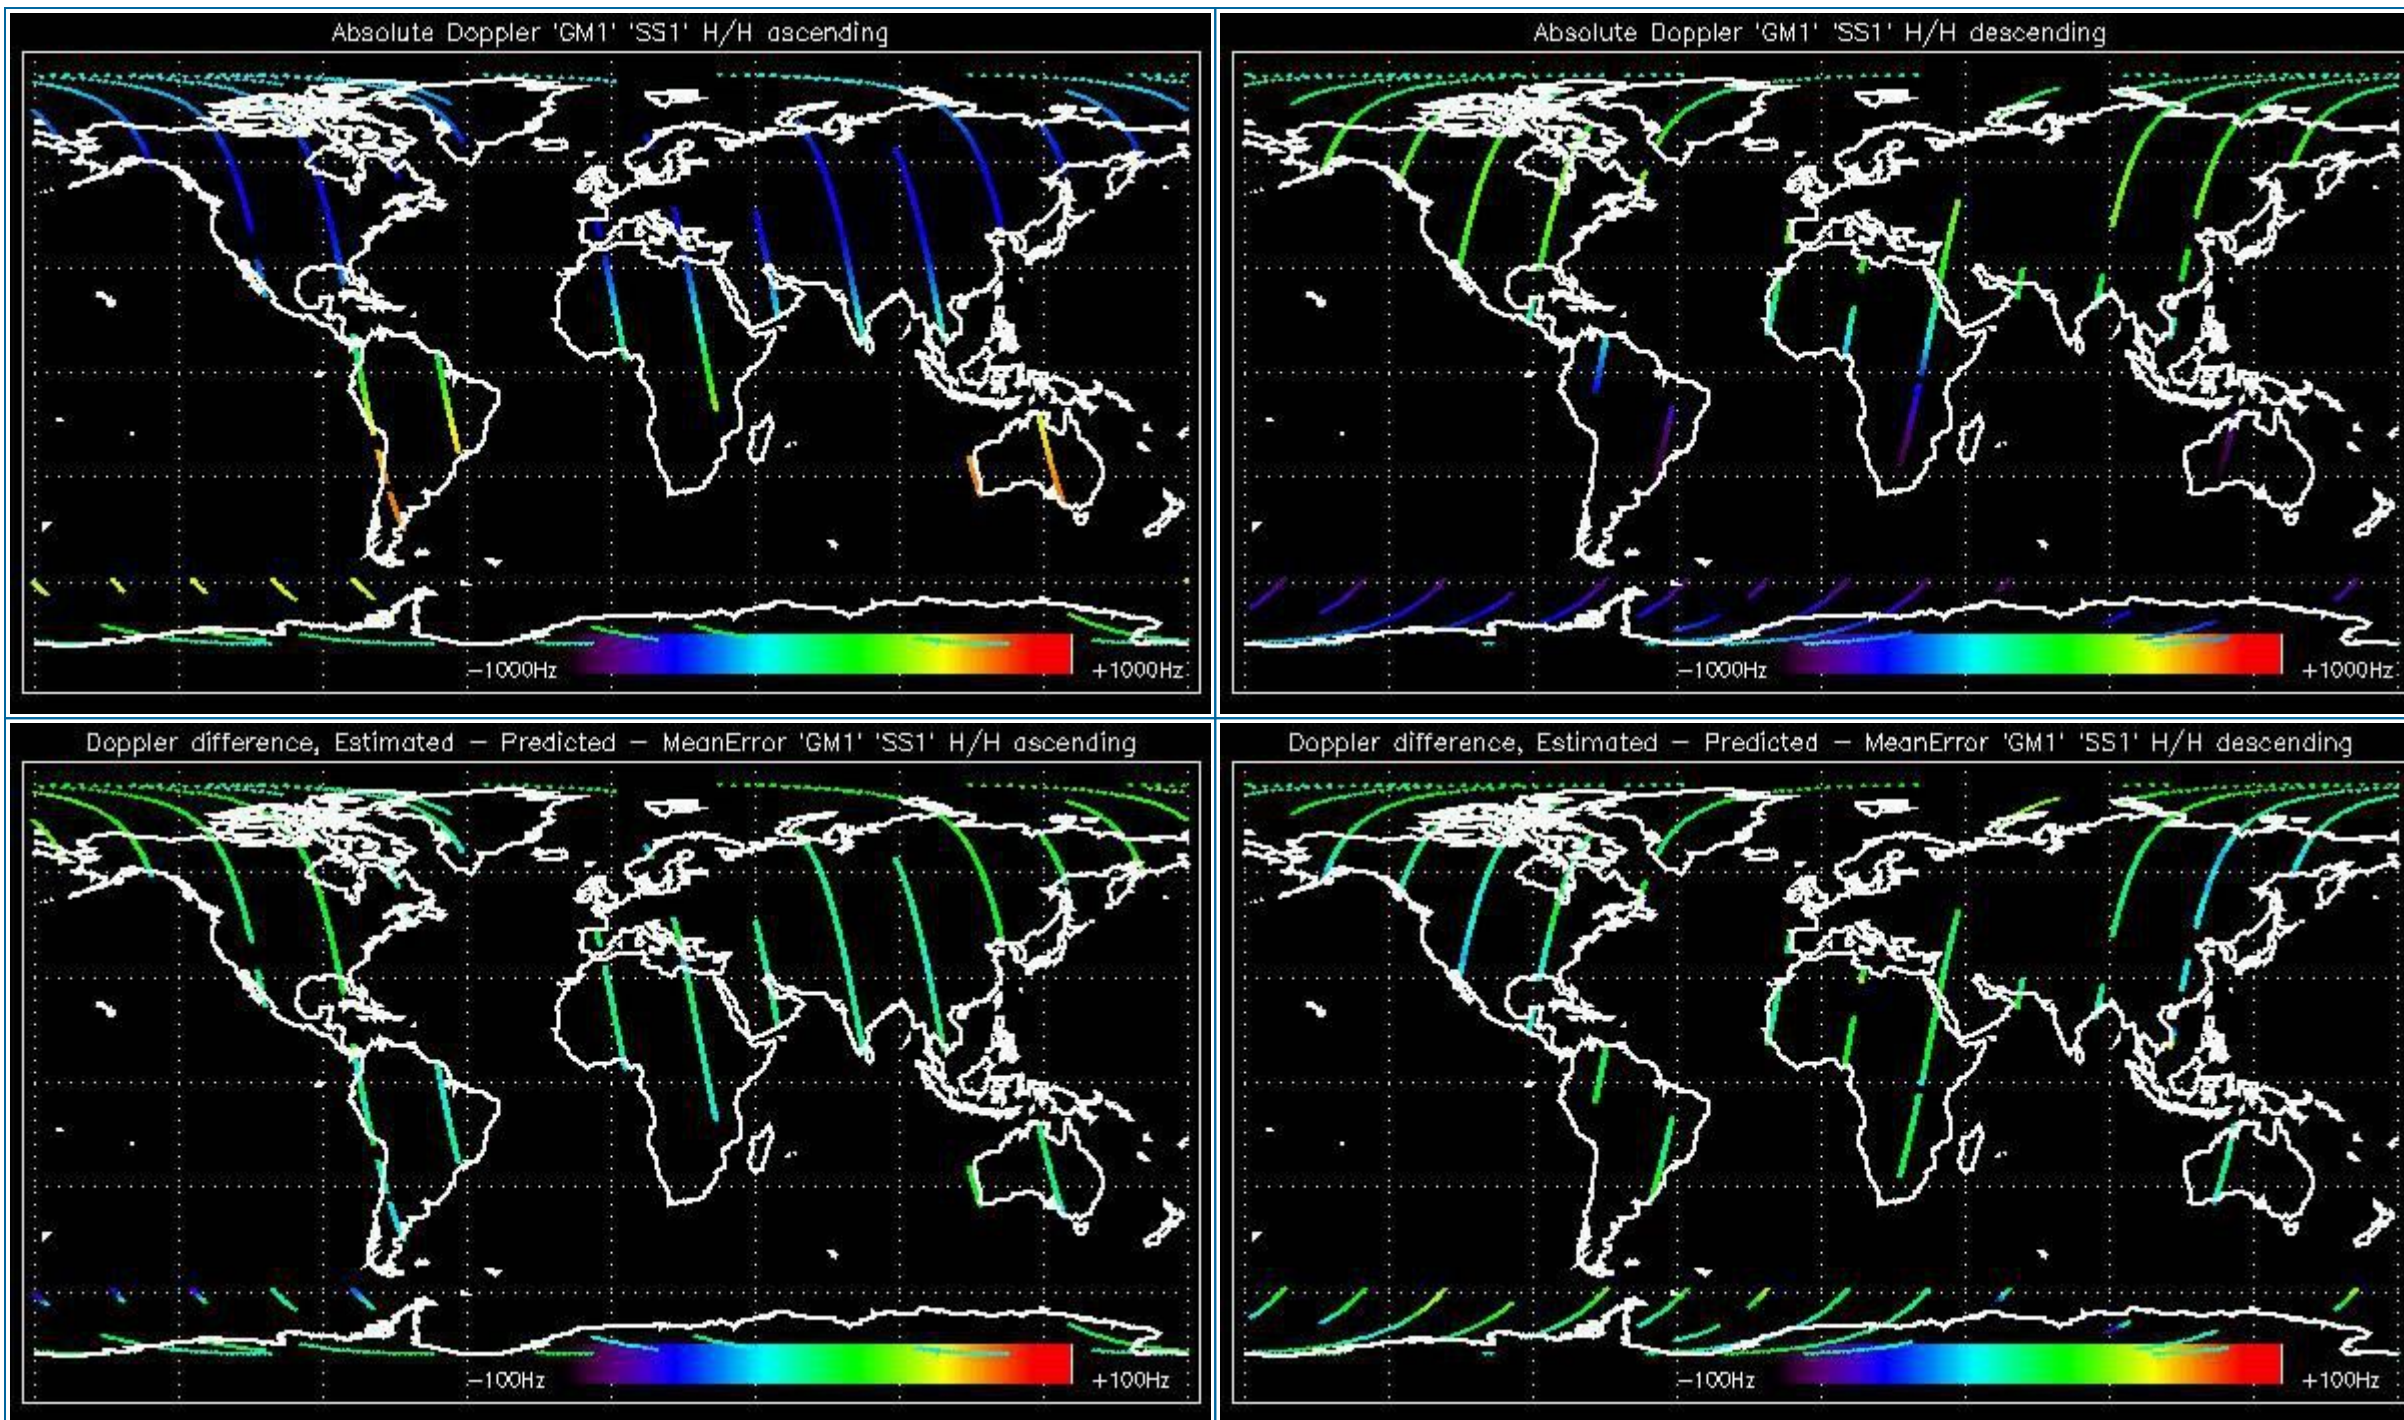 Absolute Doppler 'GM1' 'SS1' H/H ascending
-1000Hz
+1000Hz
Absolute Doppler 'GM1' 'SS1' H/H descending
-1000Hz
+1000Hz
Doppler difference, Estimated - Predicted - MeanError 'GM1' 'SS1' H/H ascending
-100Hz
+100Hz
Doppler difference, Estimated - Predicted - MeanError 'GM1' 'SS1' H/H descending
-100Hz
+100Hz